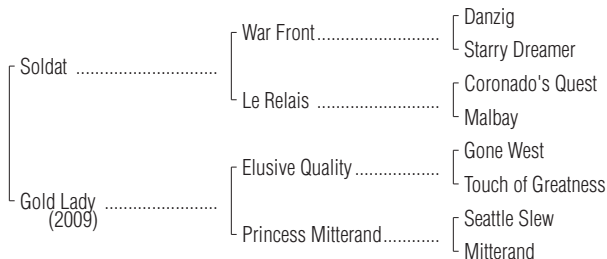 Danzig
War Front
Starry Dreamer
Soldat
Coronado's Quest
Le Relais
Malbay
Gone West
Elusive Quality
Touch of Greatness
Gold Lady
(2009)
Seattle Slew
Princess Mitterand
Mitterand